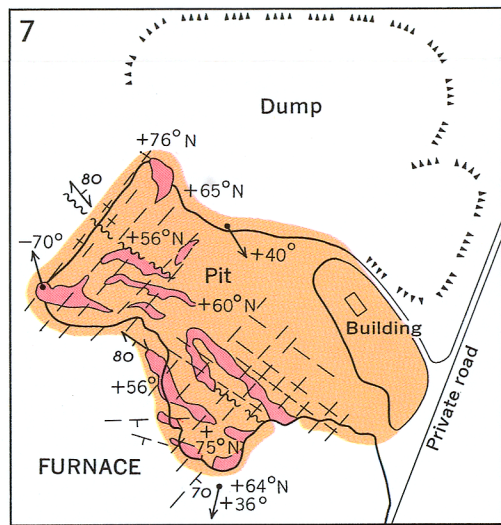 7
Dump
+76°N
80
+65°N
−70°
+56°N
+40°
Pit
+60°N
Building
80
+56°
Private road
+
75°N
FURNACE
70
+64°N
+36°